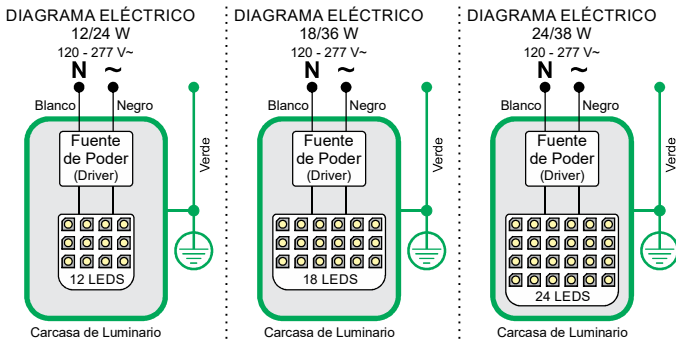 DIAGRAMA ELÉCTRICO
12/24 W
120 - 277 V~
N ~
Blanco Negro
Verde
Fuente
de Poder
(Driver)
12 LEDS
Carcasa de Luminario
DIAGRAMA ELÉCTRICO
18/36 W
120 - 277 V~
N ~
Blanco Negro
Verde
Fuente
de Poder
(Driver)
18 LEDS
Carcasa de Luminario
DIAGRAMA ELÉCTRICO
24/38 W
120 - 277 V~
N ~
Blanco Negro
Verde
Fuente
de Poder
(Driver)
24 LEDS
Carcasa de Luminario